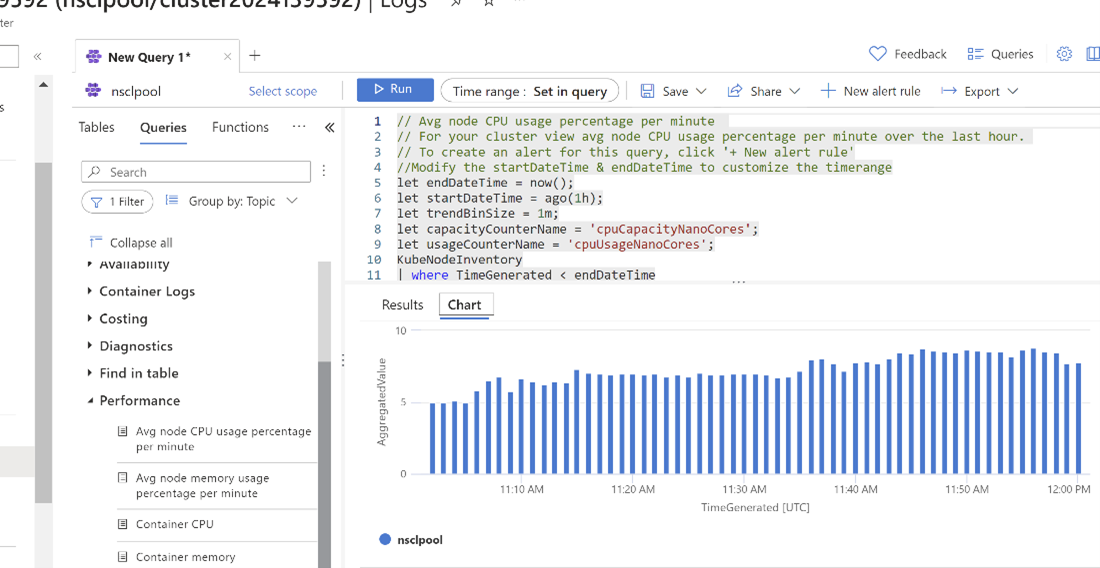 9592 (nsclpool/cluster2024159592) | Logs
ter
New Query 1*
Feedback
Queries
nsclpool
Select scope
Run
Time range : Set in query
Save
Share
New alert rule
Export
s
Tables
Queries
Functions
Search
1 Filter
Group by: Topic
Collapse all
Availability
Container Logs
Costing
Diagnostics
Find in table
Performance
Avg node CPU usage percentage
per minute
Avg node memory usage
percentage per minute
Container CPU
Container memory
1 // Avg node CPU usage percentage per minute
2 // For your cluster view avg node CPU usage percentage per minute over the last hour.
3 // To create an alert for this query, click '+ New alert rule'
4 //Modify the startDateTime & endDateTime to customize the timerange
5 let endDateTime = now();
6 let startDateTime = ago(1h);
7 let trendBinSize = 1m;
8 let capacityCounterName = 'cpuCapacityNanoCores';
9 let usageCounterName = 'cpuUsageNanoCores';
10 KubeNodeInventory
11 | where TimeGenerated < endDateTime
Results
Chart
AggregatedValue
10
5
0
11:10 AM
11:20 AM
11:30 AM
11:40 AM
11:50 AM
12:00 PM
TimeGenerated [UTC]
nsclpool